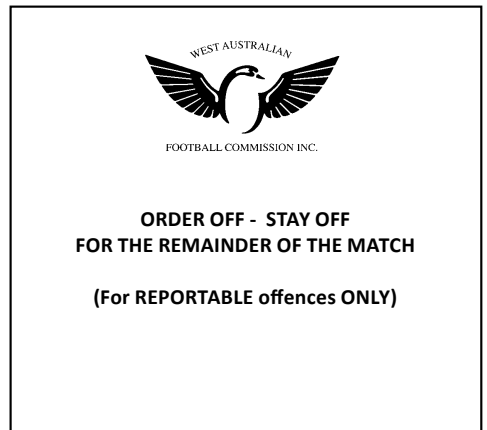 WEST AUSTRALIAN
FOOTBALL COMMISSION INC.
ORDER OFF - STAY OFF
FOR THE REMAINDER OF THE MATCH
(For REPORTABLE offences ONLY)